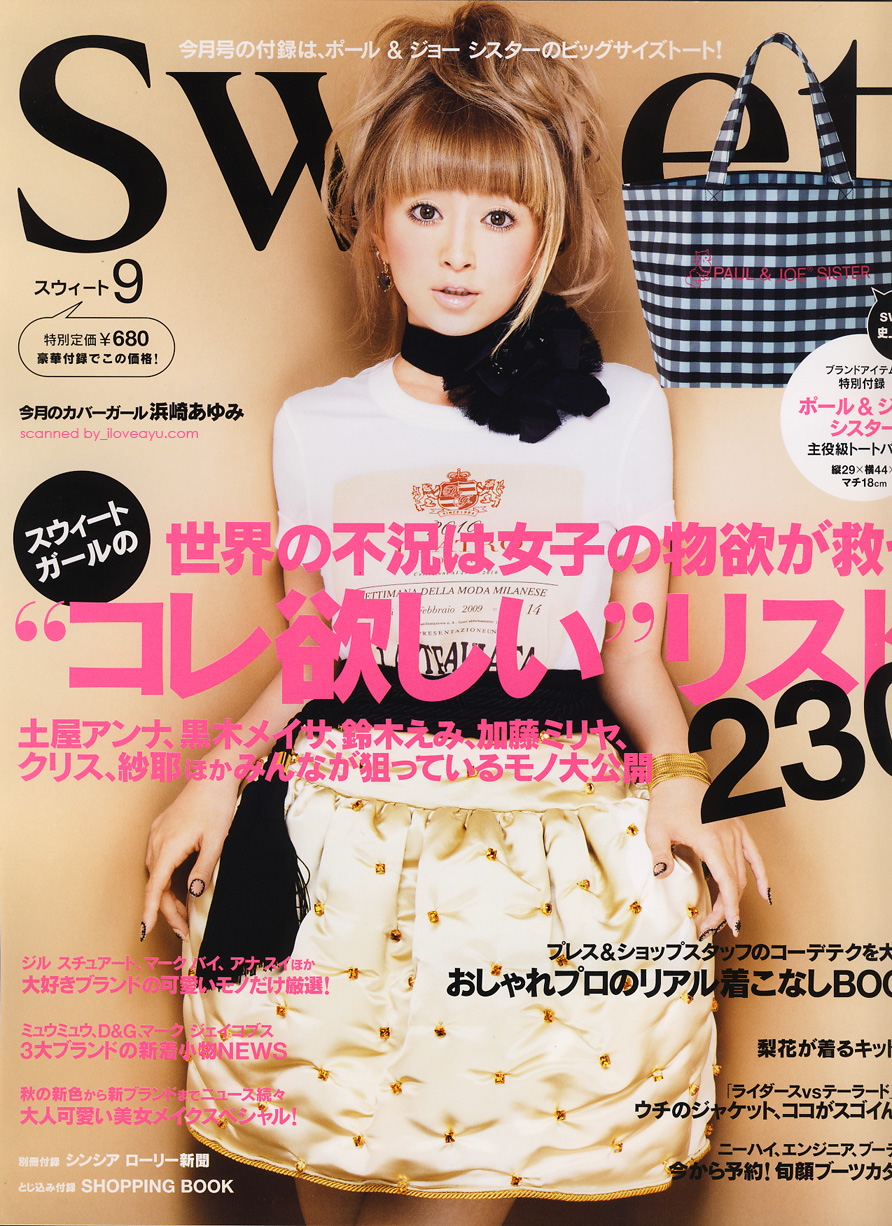 今月号の付録は、ポール & ジョー シスターのビッグサイズトート!
Sweet
スウィート9
特別定価¥680
豪華付録でこの価格!
今月のカバーガール 浜崎あゆみ
scanned by_iloveayu.com
PAUL & JOE SISTER
SW
史上
ブランドアイテム
特別付録
ポール & ジ
シスター
主役級トートバ
縦29×横44×
マチ18cm
スウィート
ガールの
世界の不況は女子の物欲が救
“コレ欲しい”リスト
230
土屋アンナ、黒木メイサ、鈴木えみ、加藤ミリヤ、
クリス、紗耶ほかみんなが狙っているモノ大公開
2010
SETTIMANA DELLA MODA MILANESE
Febbraio 2009
1/4
プレス&ショップスタッフのコーデテクを大
おしゃれプロのリアル着こなしBOO
ジル スチュアート、マーク バイ、アナ スイほか
大好きブランドの可愛いモノだけ厳選!
ミュウミュウ、D&G、マーク ジェイコブス
3大ブランドの新着小物NEWS
秋の新色から新ブランドまでニュース続々
大人可愛い美女メイクスペシャル!
別冊付録 シンシア ローリー新聞
とじ込み付録 SHOPPING BOOK
梨花が着るキット
「ライダースvsテーラード」
ウチのジャケット、ココがスゴイん
ニーハイ、エンジニア、ブーテ
今から予約! 旬顔ブーツカタ